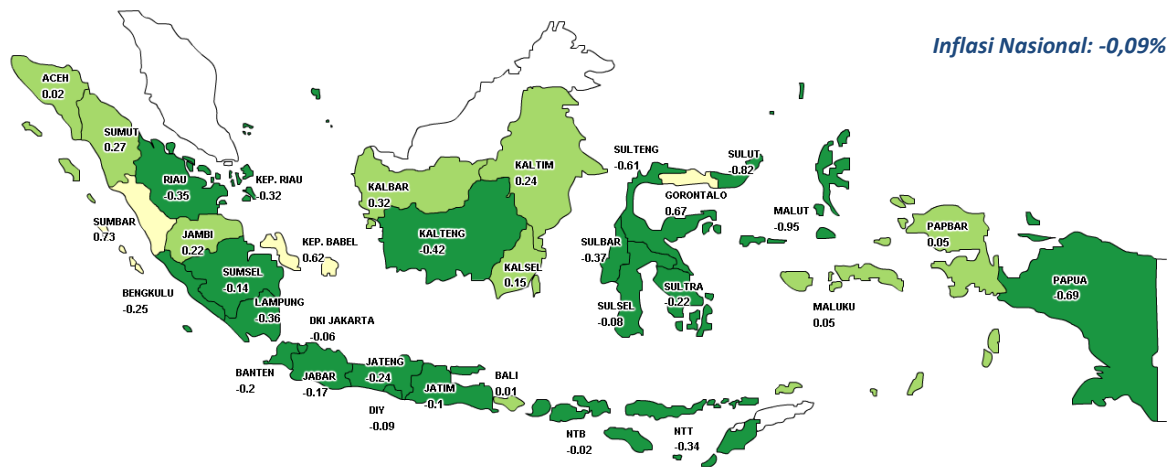 Inflasi Nasional: -0,09%
ACEH
0.02
SUMUT
0.27
RIAU
-0.35
KEP. RIAU
-0.32
SUMBAR
0.73
JAMBI
0.22
KEP. BABEL
0.62
SUMSEL
-0.14
BENGKULU
-0.25
LAMPUNG
-0.36
DKI JAKARTA
-0.06
BANTEN
-0.2
JABAR
-0.17
JATENG
-0.24
DIY
-0.09
JATIM
-0.1
BALI
0.01
NTB
-0.02
NTT
-0.34
KALBAR
0.32
KALTENG
-0.42
KALTIM
0.24
KALSEL
0.15
SULTENG
-0.61
SULUT
-0.82
GORONTALO
0.67
SULBAR
-0.37
SULSEL
-0.08
SULTRA
-0.22
MALUT
-0.95
MALUKU
0.05
PAPBAR
0.05
PAPUA
-0.69